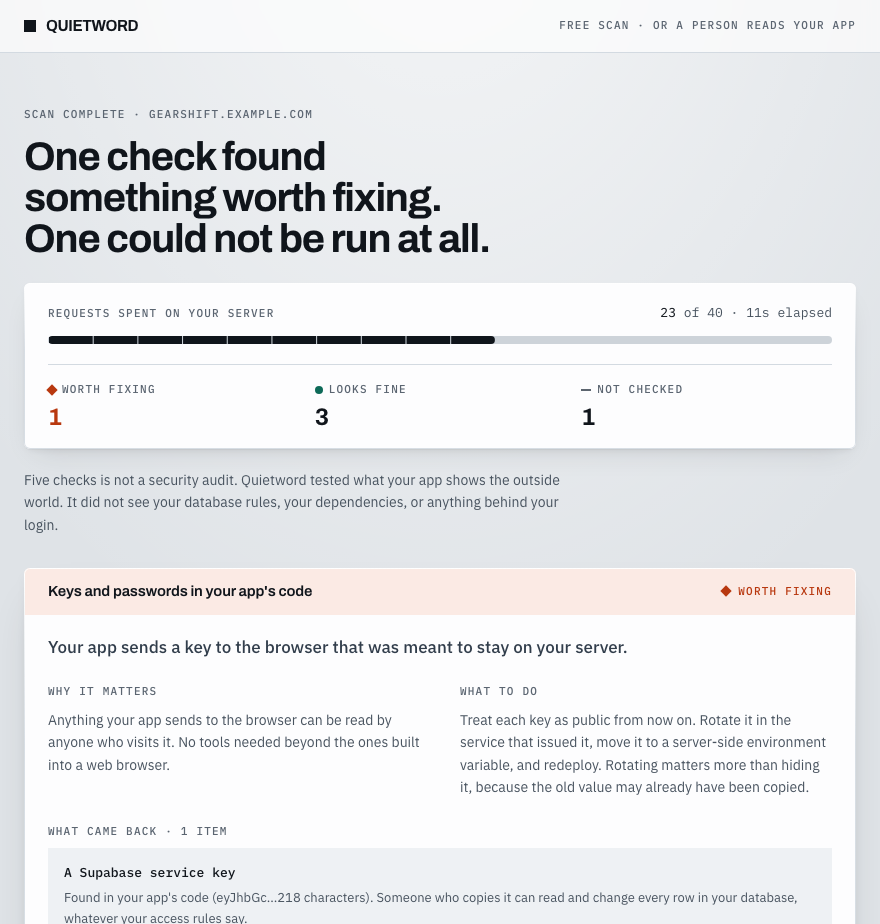 QUIETWORD
FREE SCAN · OR A PERSON READS YOUR APP
SCAN COMPLETE · GEARSHIFT.EXAMPLE.COM
One check found
something worth fixing.
One could not be run at all.
REQUESTS SPENT ON YOUR SERVER
23 of 40 · 11s elapsed
WORTH FIXING
1
LOOKS FINE
3
NOT CHECKED
1
Five checks is not a security audit. Quietword tested what your app shows the outside
world. It did not see your database rules, your dependencies, or anything behind your
login.
Keys and passwords in your app's code
WORTH FIXING
Your app sends a key to the browser that was meant to stay on your server.
WHY IT MATTERS
Anything your app sends to the browser can be read by
anyone who visits it. No tools needed beyond the ones built
into a web browser.
WHAT TO DO
Treat each key as public from now on. Rotate it in the
service that issued it, move it to a server-side environment
variable, and redeploy. Rotating matters more than hiding
it, because the old value may already have been copied.
WHAT CAME BACK · 1 ITEM
A Supabase service key
Found in your app's code (eyJhbGc…218 characters). Someone who copies it can read and change every row in your database,
whatever your access rules say.